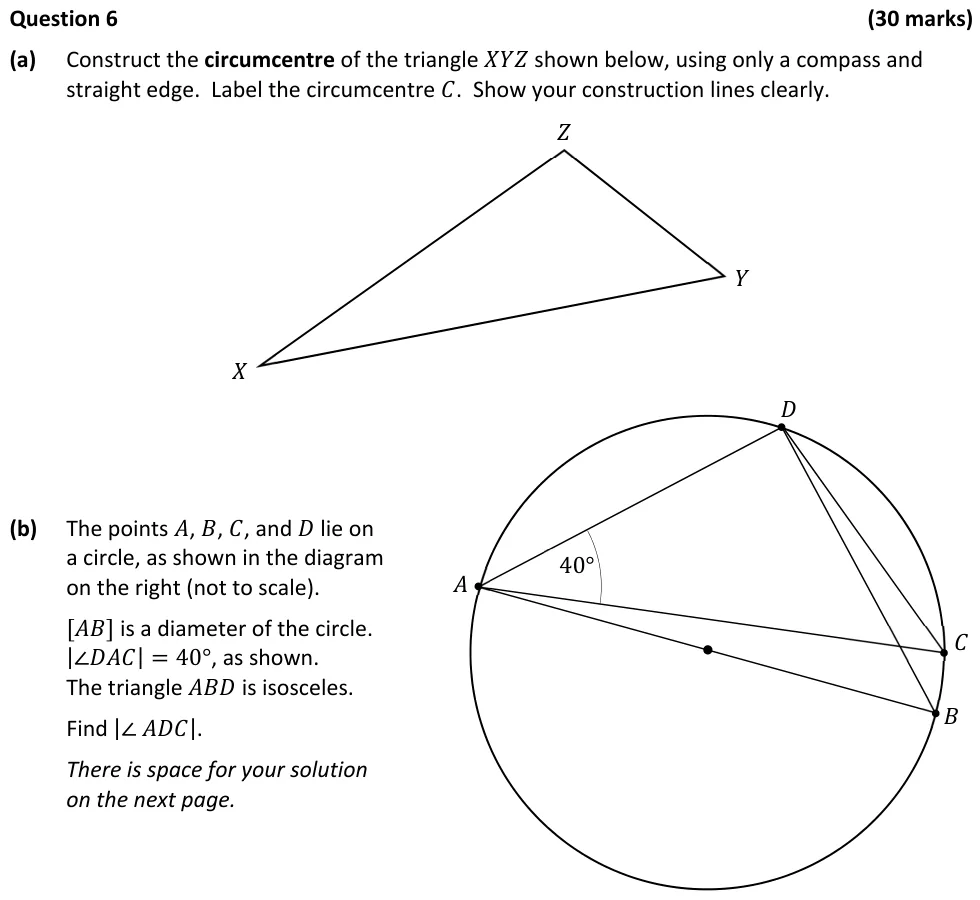 Question 6
(30 marks)
(a) Construct the circumcentre of the triangle XYZ shown below, using only a compass and
straight edge. Label the circumcentre C. Show your construction lines clearly.
Z
Y
X
D
(b) The points A, B, C, and D lie on
a circle, as shown in the diagram
on the right (not to scale).
40°
A
[AB] is a diameter of the circle.
|∠DAC| = 40°, as shown.
The triangle ABD is isosceles.
C
B
Find |∠ ADC|.
There is space for your solution
on the next page.